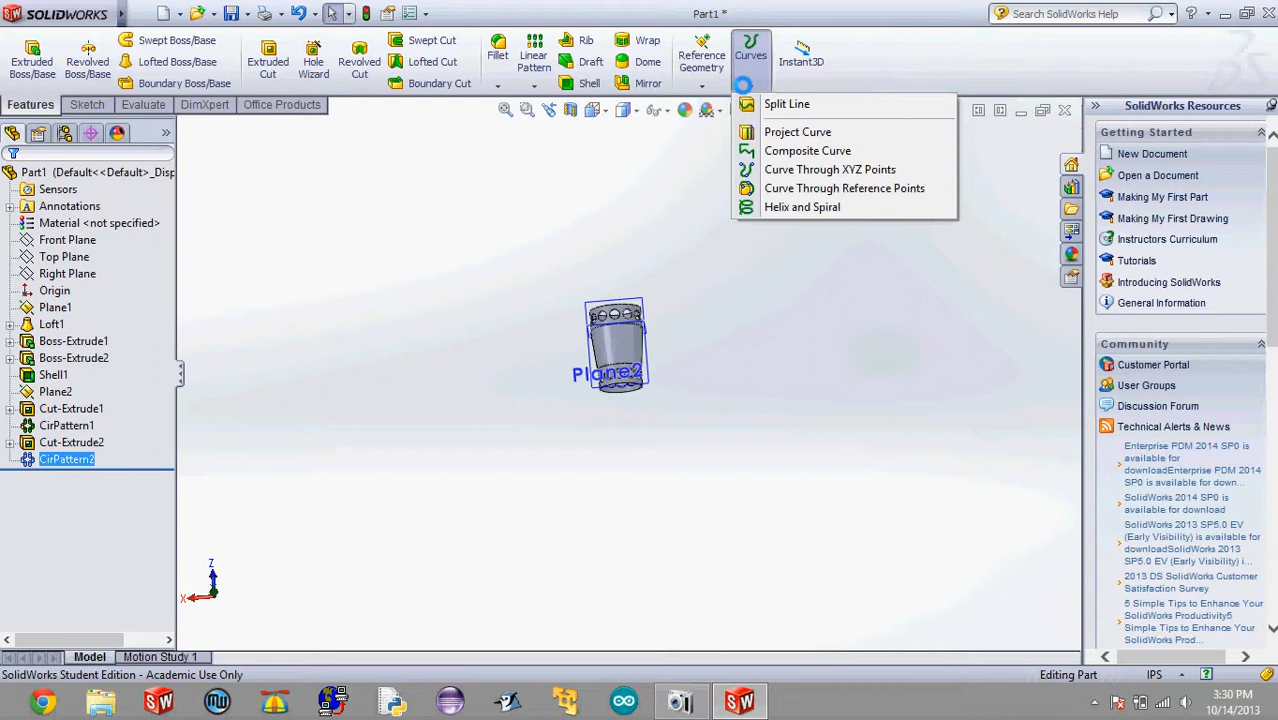 SOLIDWORKS
Part1 *
Search SolidWorks Help
Extruded Boss/Base
Revolved Boss/Base
Swept Boss/Base
Lofted Boss/Base
Boundary Boss/Base
Extruded Cut
Hole Wizard
Revolved Cut
Swept Cut
Lofted Cut
Boundary Cut
Fillet
Linear Pattern
Rib
Draft
Shell
Wrap
Dome
Mirror
Reference Geometry
Curves
Instant3D
Features
Sketch
Evaluate
DimXpert
Office Products
Split Line
Project Curve
Composite Curve
Curve Through XYZ Points
Curve Through Reference Points
Helix and Spiral
Part1 (Default<<Default>_Disp
Sensors
Annotations
Material <not specified>
Front Plane
Top Plane
Right Plane
Origin
Plane1
Loft1
Boss-Extrude1
Boss-Extrude2
Shell1
Plane2
Cut-Extrude1
CirPattern1
Cut-Extrude2
CirPattern2
Plane2
Z
X
SolidWorks Resources
Getting Started
New Document
Open a Document
Making My First Part
Making My First Drawing
Instructors Curriculum
Tutorials
Introducing SolidWorks
General Information
Community
Customer Portal
User Groups
Discussion Forum
Technical Alerts & News
Enterprise PDM 2014 SP0 is
available for
downloadEnterprise PDM 2014
SP0 is available for down...
SolidWorks 2014 SP0 is
available for download
SolidWorks 2013 SP5.0 EV
(Early Visibility) is available
for downloadSolidWorks 2013
SP5.0 EV (Early Visibility) i...
2013 DS SolidWorks Customer
Satisfaction Survey
5 Simple Tips to Enhance Your
SolidWorks Productivity5
Simple Tips to Enhance Your
SolidWorks Prod...
Model
Motion Study 1
SolidWorks Student Edition - Academic Use Only
Editing Part
IPS
3:30 PM
10/14/2013